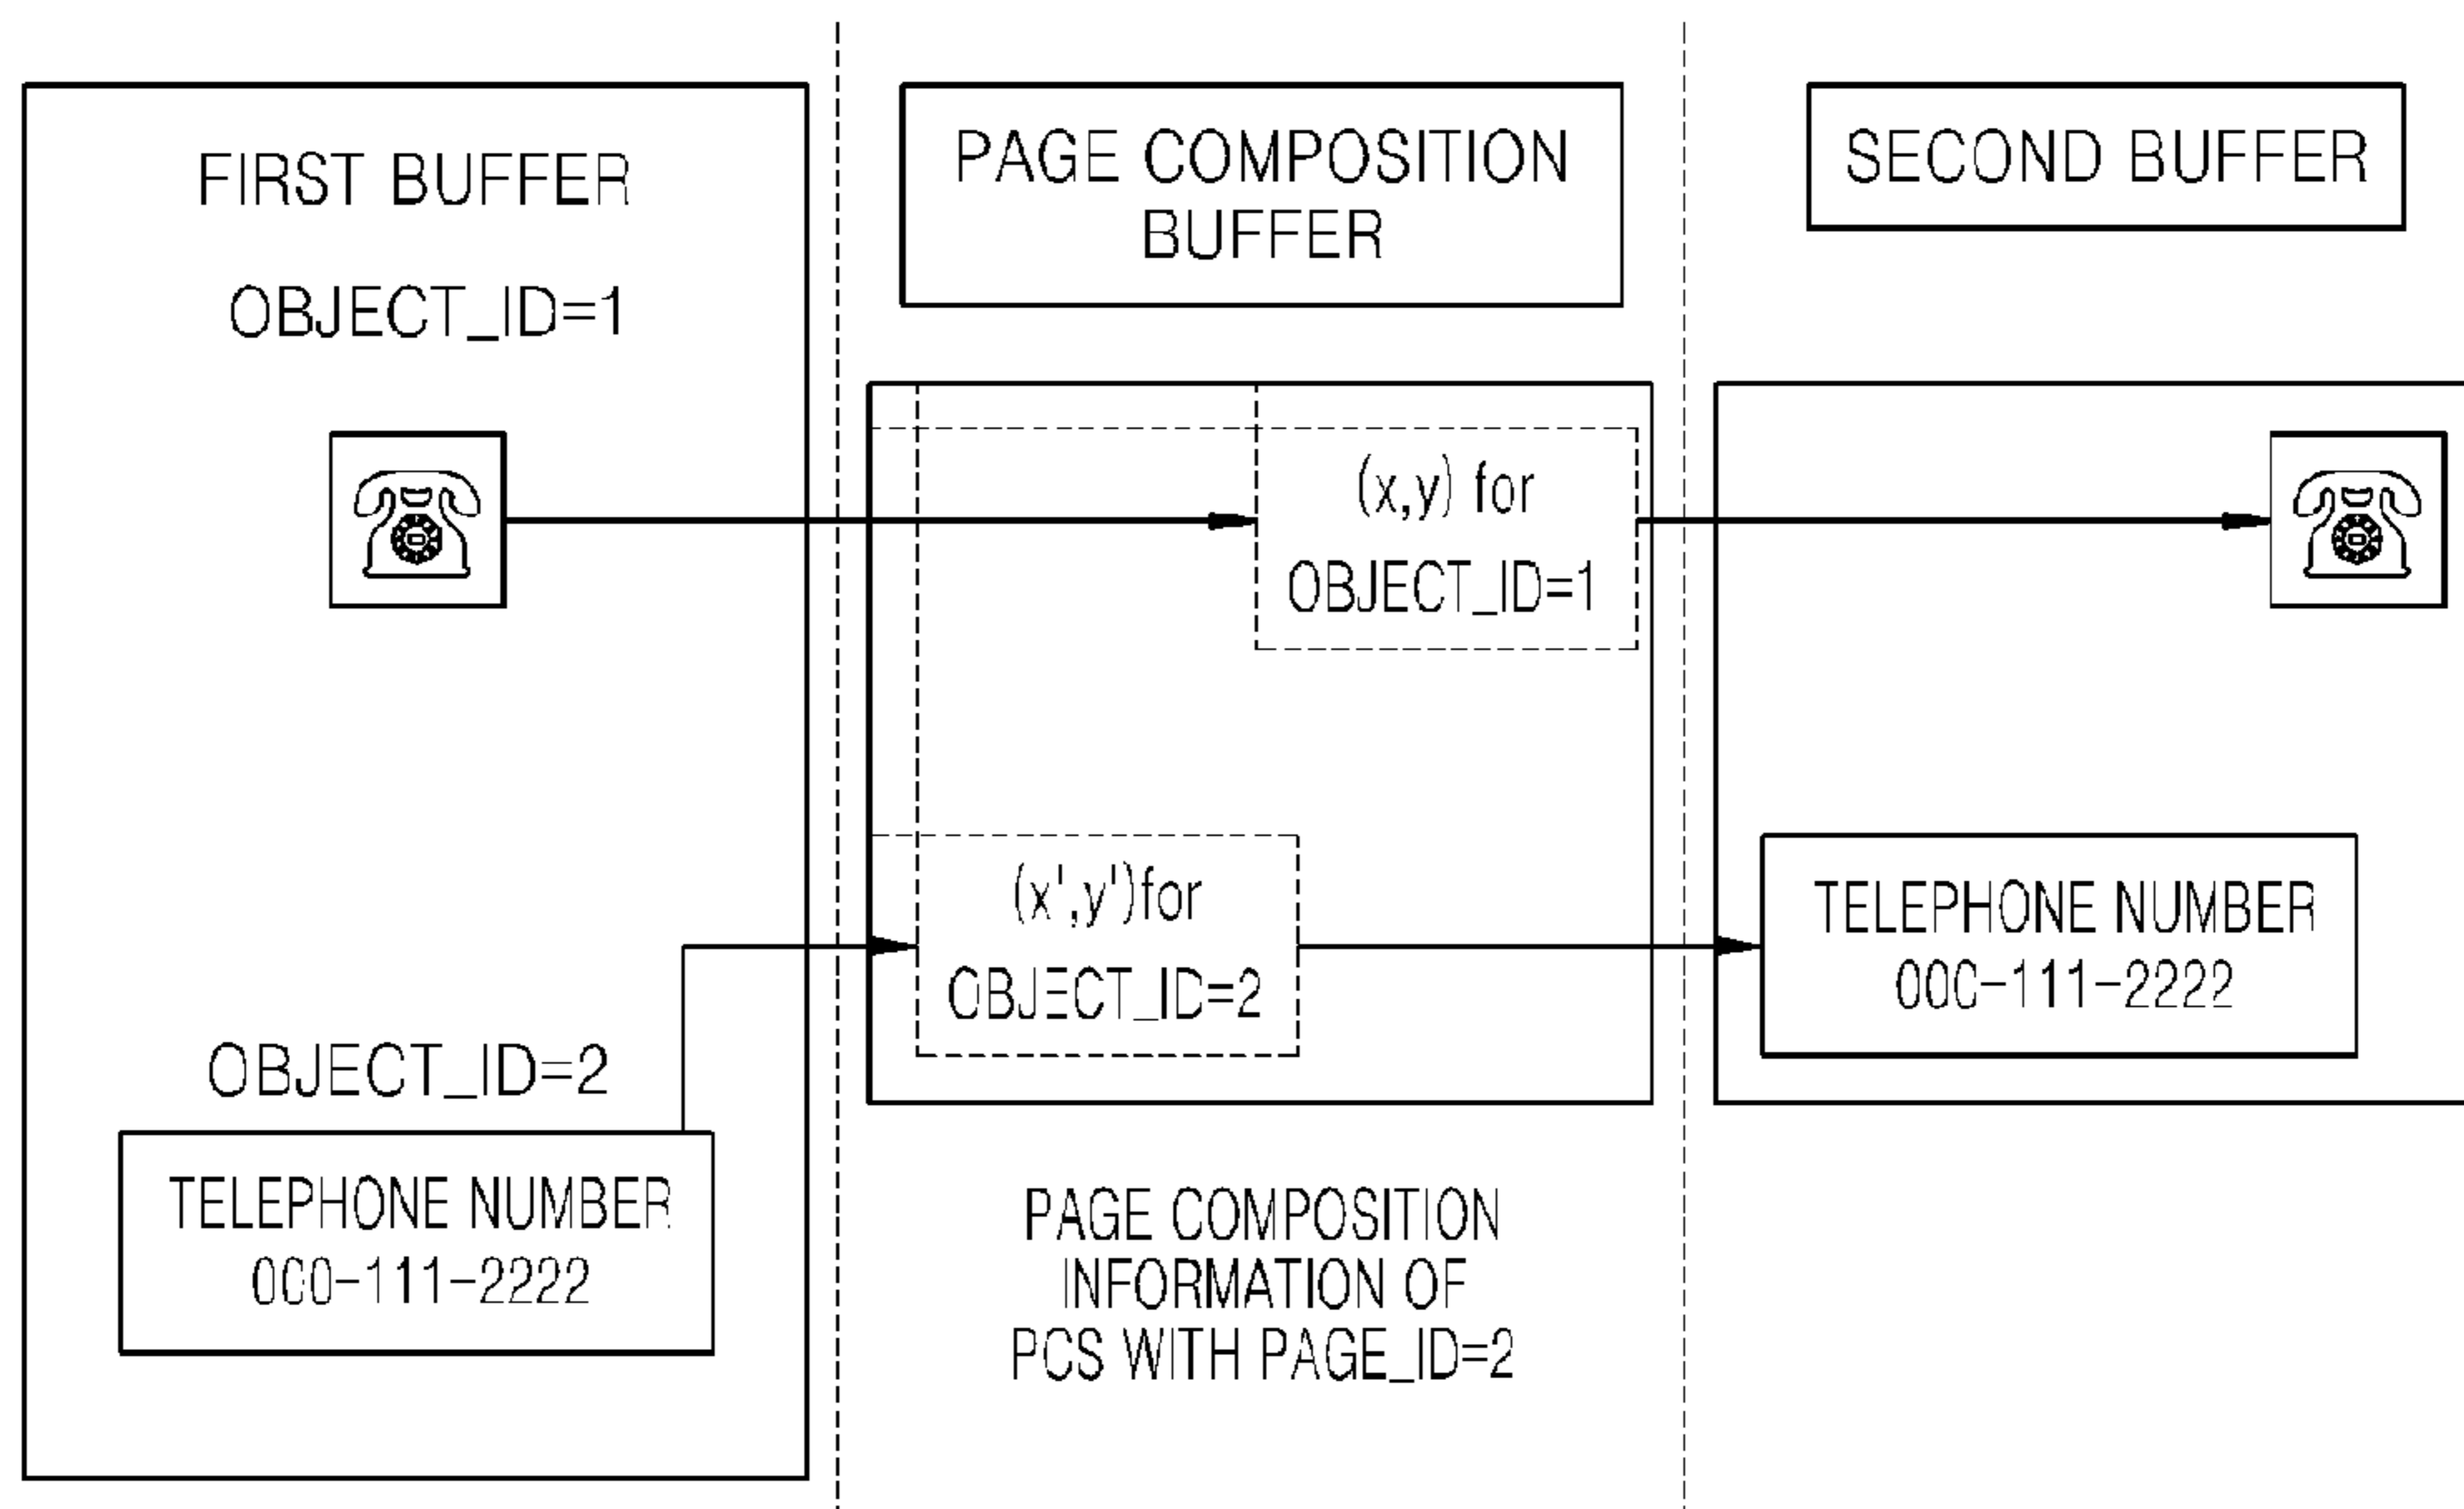 FIRST BUFFER
OBJECT_ID=1
OBJECT_ID=2
TELEPHONE NUMBER
000-111-2222
PAGE COMPOSITION
BUFFER
(x,y) for
OBJECT_ID=1
(x',y')for
OBJECT_ID=2
PAGE COMPOSITION
INFORMATION OF
PCS WITH PAGE_ID=2
SECOND BUFFER
TELEPHONE NUMBER
000-111-2222